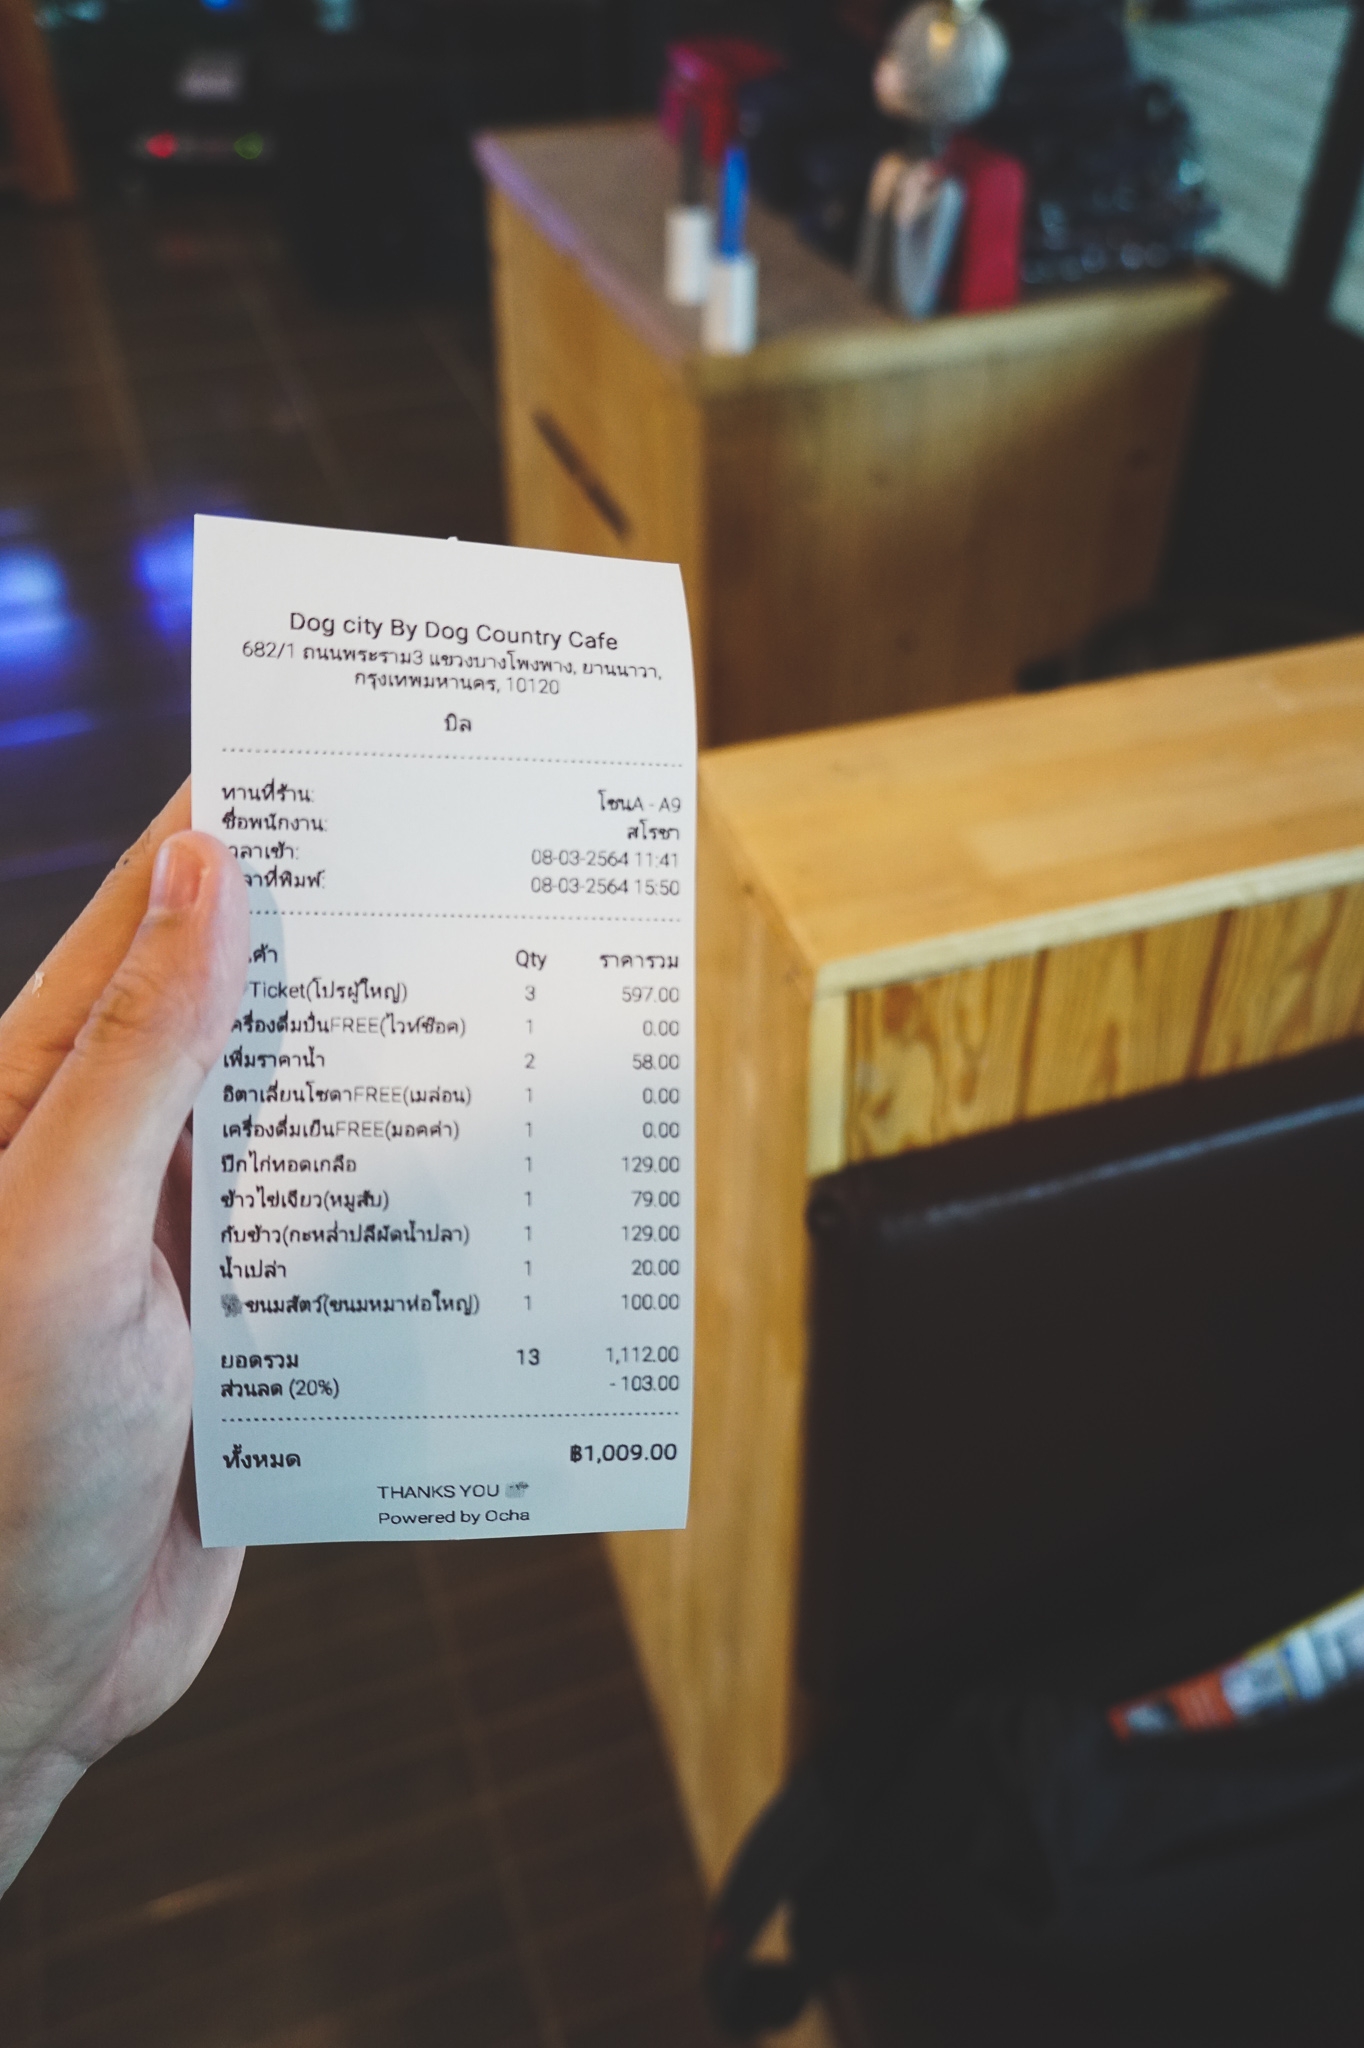 Dog city By Dog Country Cafe
682/1 ถนนพระราม3 แขวงบางโพงพาง, ยานนาวา,
กรุงเทพมหานคร, 10120
บิล
ทานที่ร้าน: โซนA - A9
ชื่อพนักงาน: สโรชา
วลาเข้า: 08-03-2564 11:41
ลาที่พิมพ์: 08-03-2564 15:50
ค้า Qty ราคารวม
Ticket(โปรผู้ใหญ่) 3 597.00
ครื่องดื่มปั่นFREE(ไวท์ช๊อค) 1 0.00
เพิ่มราคาน้ำ 2 58.00
อิตาเลี่ยนโซดาFREE(เมล่อน) 1 0.00
เครื่องดื่มเย็นFREE(มอคค่า) 1 0.00
ปีกไก่ทอดเกลือ 1 129.00
ข้าวไข่เจียว(หมูสับ) 1 79.00
กับข้าว(กะหล่ำปลีผัดน้ำปลา) 1 129.00
น้ำเปล่า 1 20.00
ขนมสัตว์(ขนมหมาห่อใหญ่) 1 100.00
ยอดรวม 13 1,112.00
ส่วนลด (20%) - 103.00
ทั้งหมด ฿1,009.00
THANKS YOU
Powered by Ocha